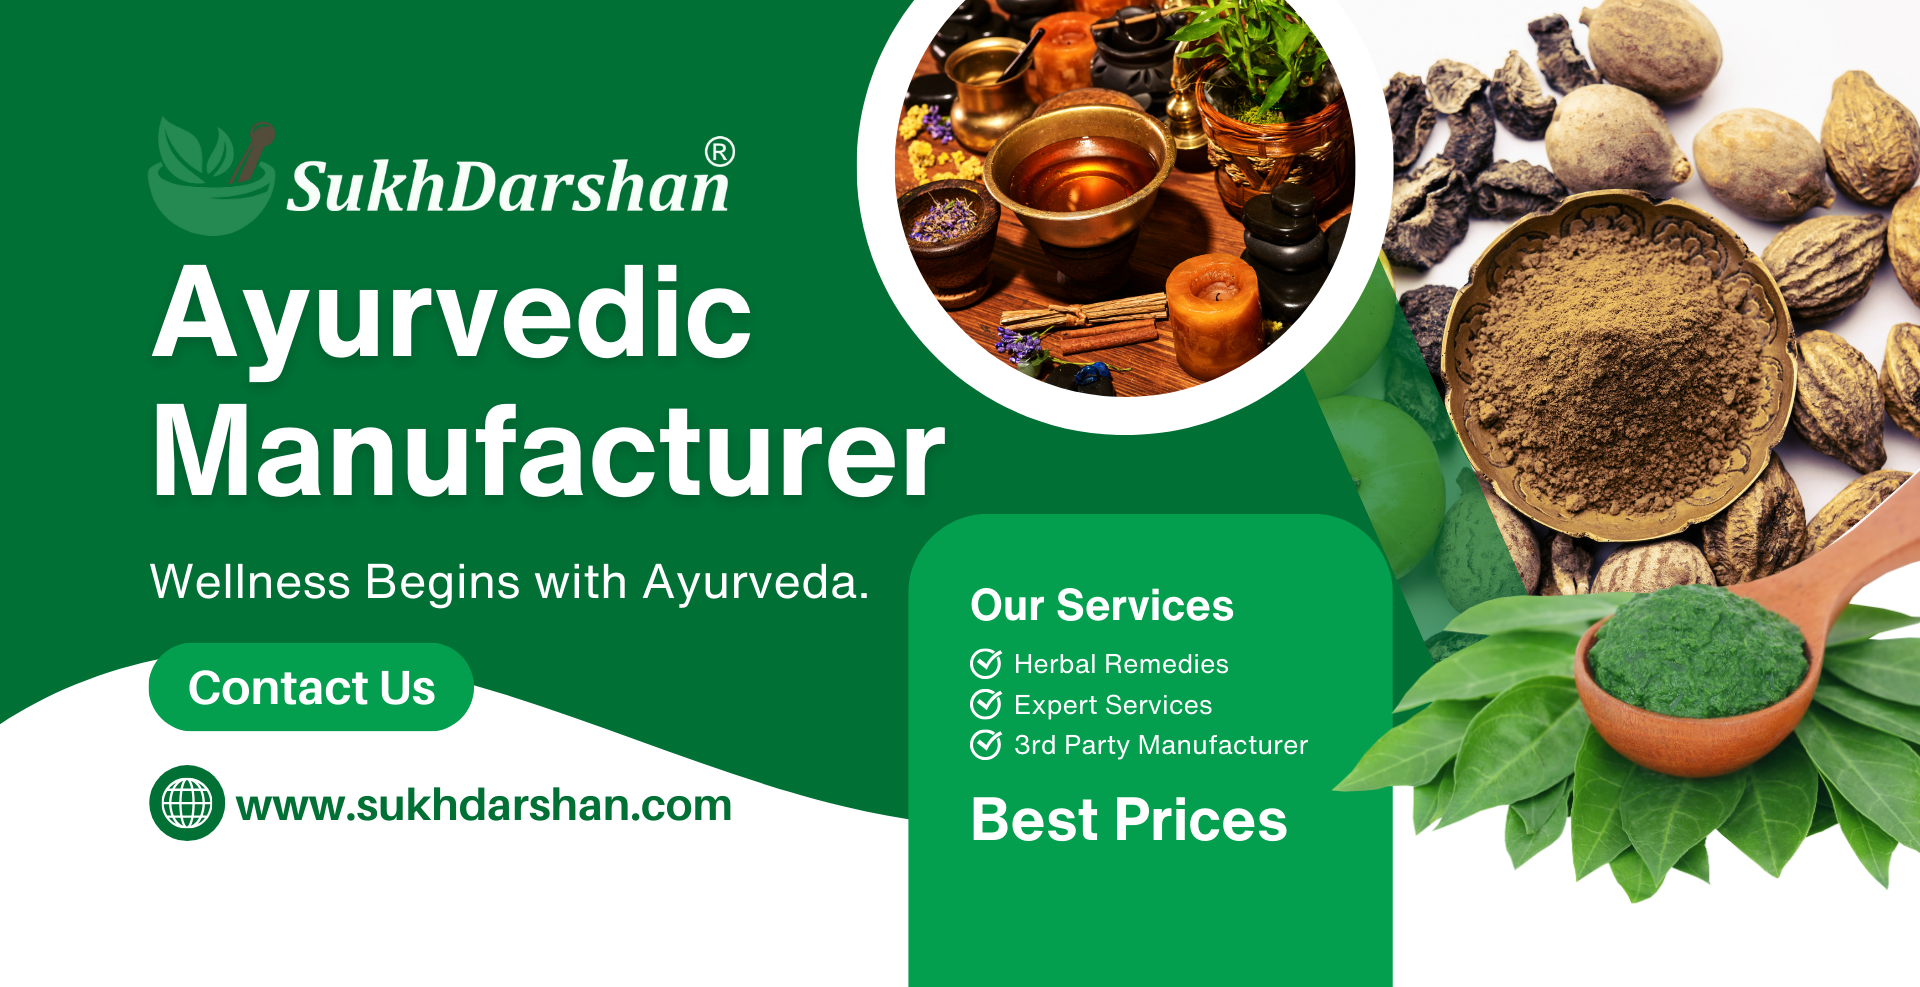 SukhDarshan®
Ayurvedic
Manufacturer
Wellness Begins with Ayurveda.
Contact Us
www.sukhdarshan.com
Our Services
Herbal Remedies
Expert Services
3rd Party Manufacturer
Best Prices